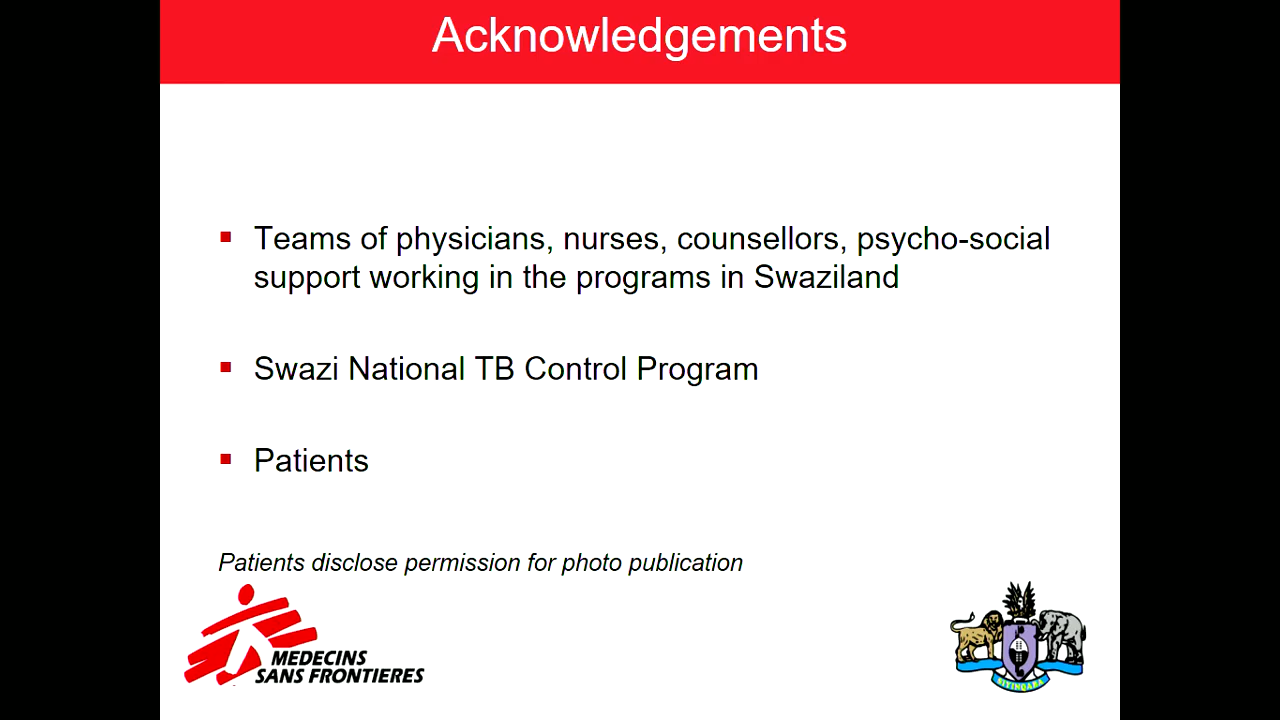 Acknowledgements
Teams of physicians, nurses, counsellors, psycho-social
support working in the programs in Swaziland
Swazi National TB Control Program
Patients
Patients disclose permission for photo publication
MEDECINS
SANS FRONTIERES
SIYINQABA